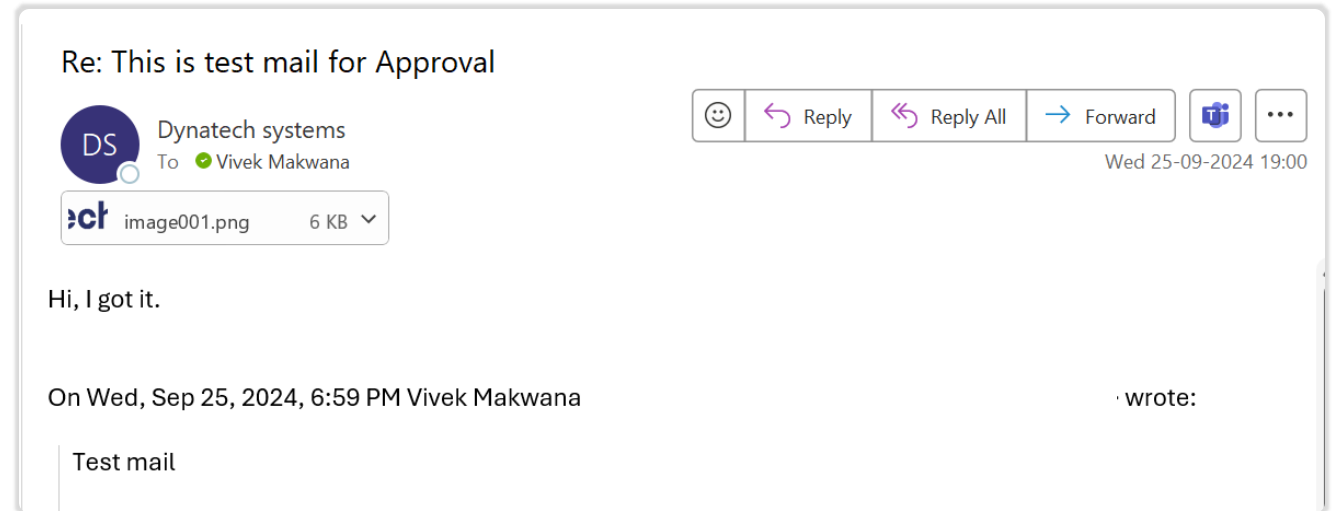 Re: This is test mail for Approval
DS
Dynatech systems
To Vivek Makwana
Reply
Reply All
Forward
Wed 25-09-2024 19:00
ech image001.png 6 KB
Hi, I got it.
On Wed, Sep 25, 2024, 6:59 PM Vivek Makwana wrote:
Test mail